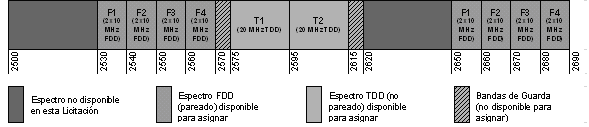 F1 F2 F3 F4 T1 T2 F1 F2 F3 F4
(2x10 (2x10 (2x10 (2x10 (20 MHz TDD) (20 MHz TDD) (2x10 (2x10 (2x10 (2x10
MHz MHz MHz MHz MHz MHz MHz MHz
FDD) FDD) FDD) FDD) FDD) FDD) FDD) FDD)
2500 2530 2540 2550 2560 2570 2575 2595 2615 2620 2650 2660 2670 2680 2690
Espectro no disponible
en esta Licitación
Espectro FDD
(pareado) disponible
para asignar
Espectro TDD (no
pareado) disponible
para asignar
Bandas de Guarda
(no disponible para
asignar